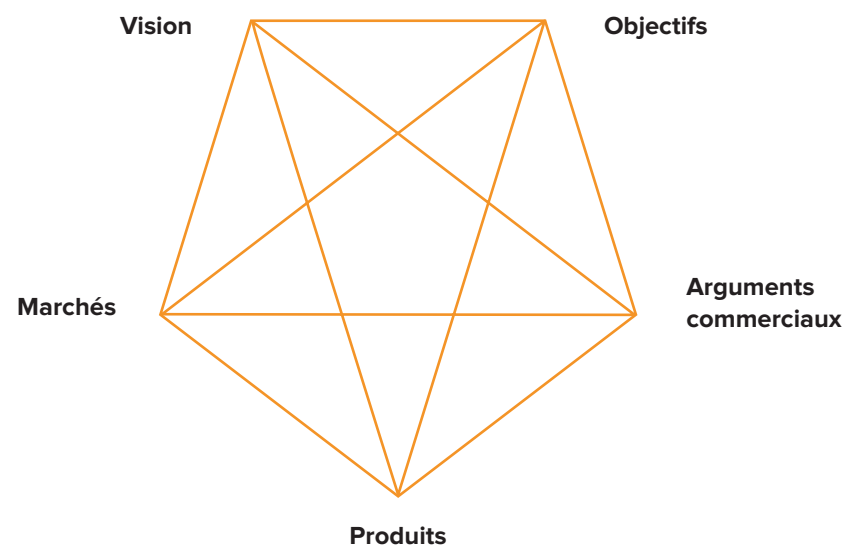 Vision
Objectifs
Marchés
Arguments
commerciaux
Produits